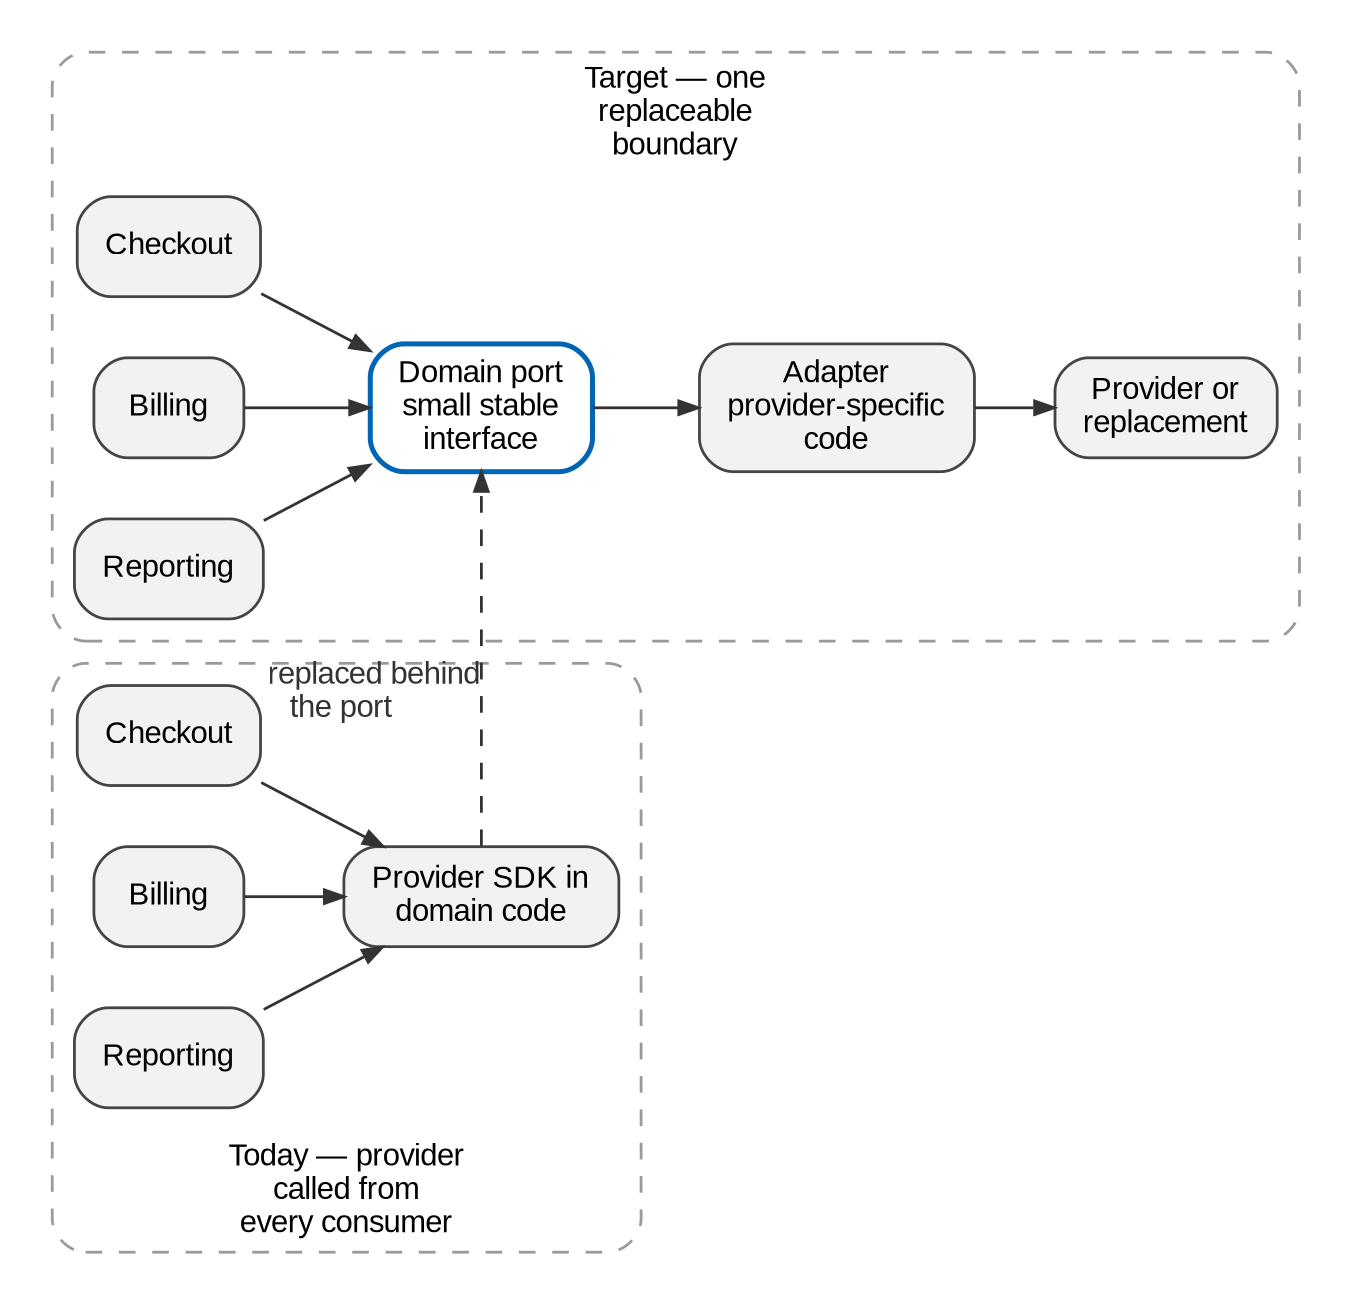 Target — one
replaceable
boundary
Checkout
Billing
Reporting
Domain port
small stable
interface
Adapter
provider-specific
code
Provider or
replacement
replaced behind
the port
Checkout
Billing
Reporting
Provider SDK in
domain code
Today — provider
called from
every consumer